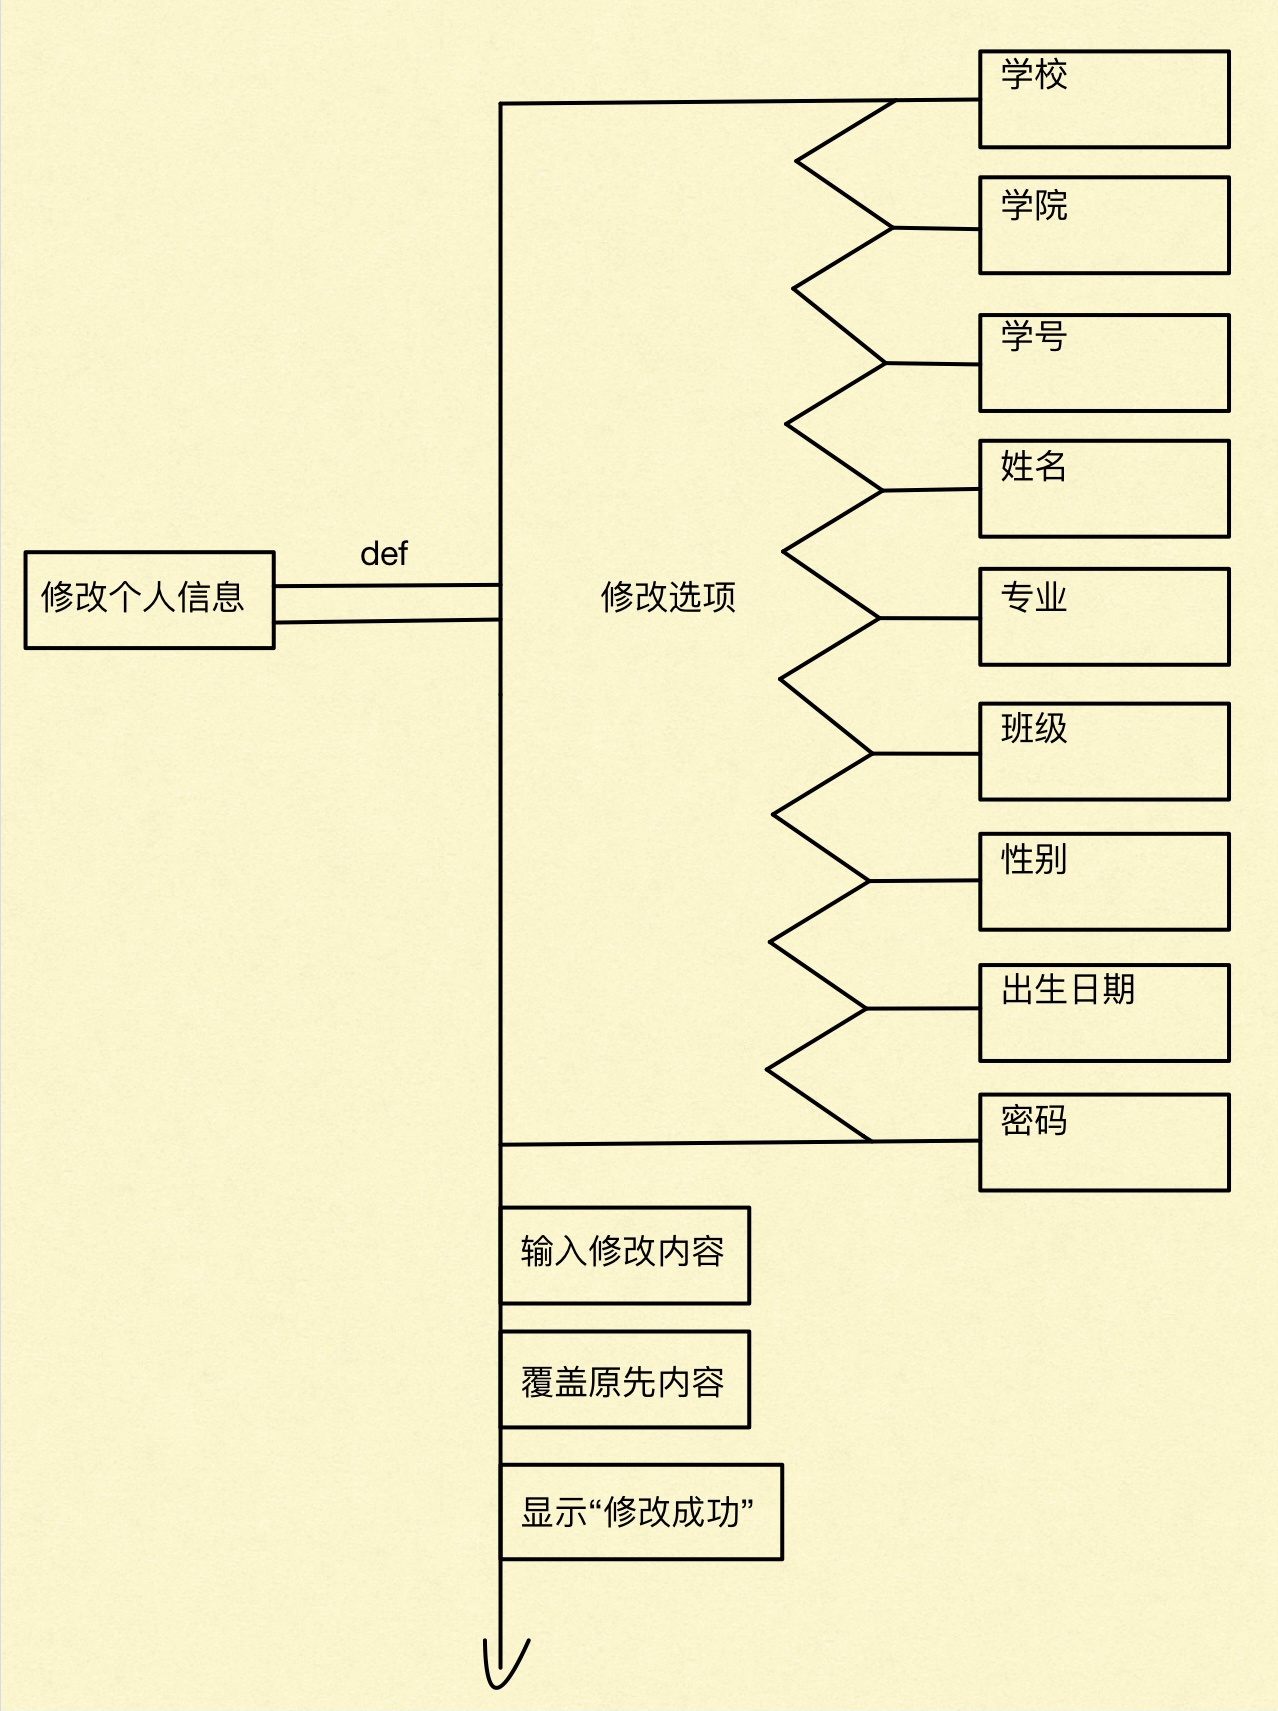 学校
学院
学号
姓名
def
修改个人信息
修改选项
专业
班级
性别
出生日期
密码
输入修改内容
覆盖原先内容
显示“修改成功”